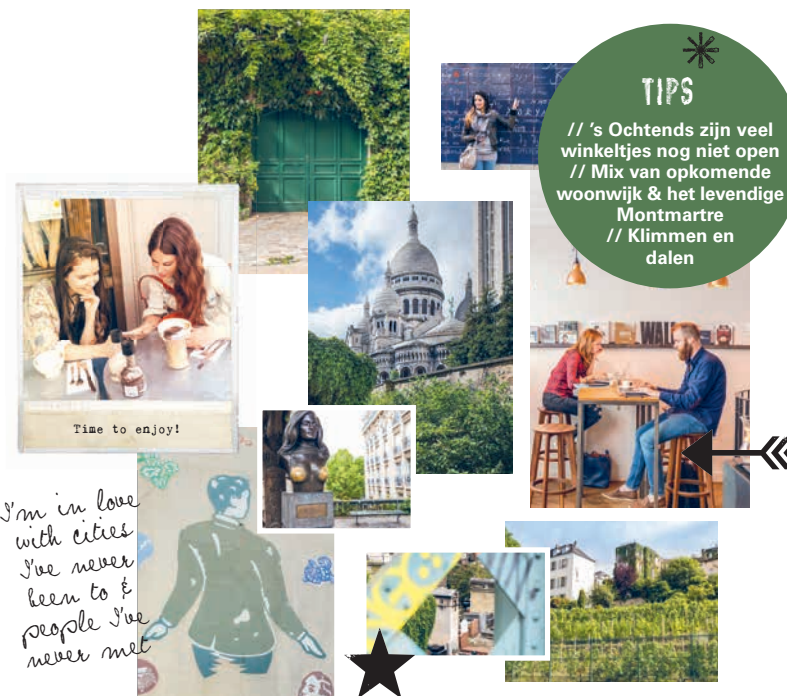 TIPS
// 's Ochtends zijn veel
winkeltjes nog niet open
// Mix van opkomende
woonwijk & het levendige
Montmartre
// Klimmen en
dalen
Time to enjoy!
I'm in love
with cities
I've never
been to &
people I've
never met